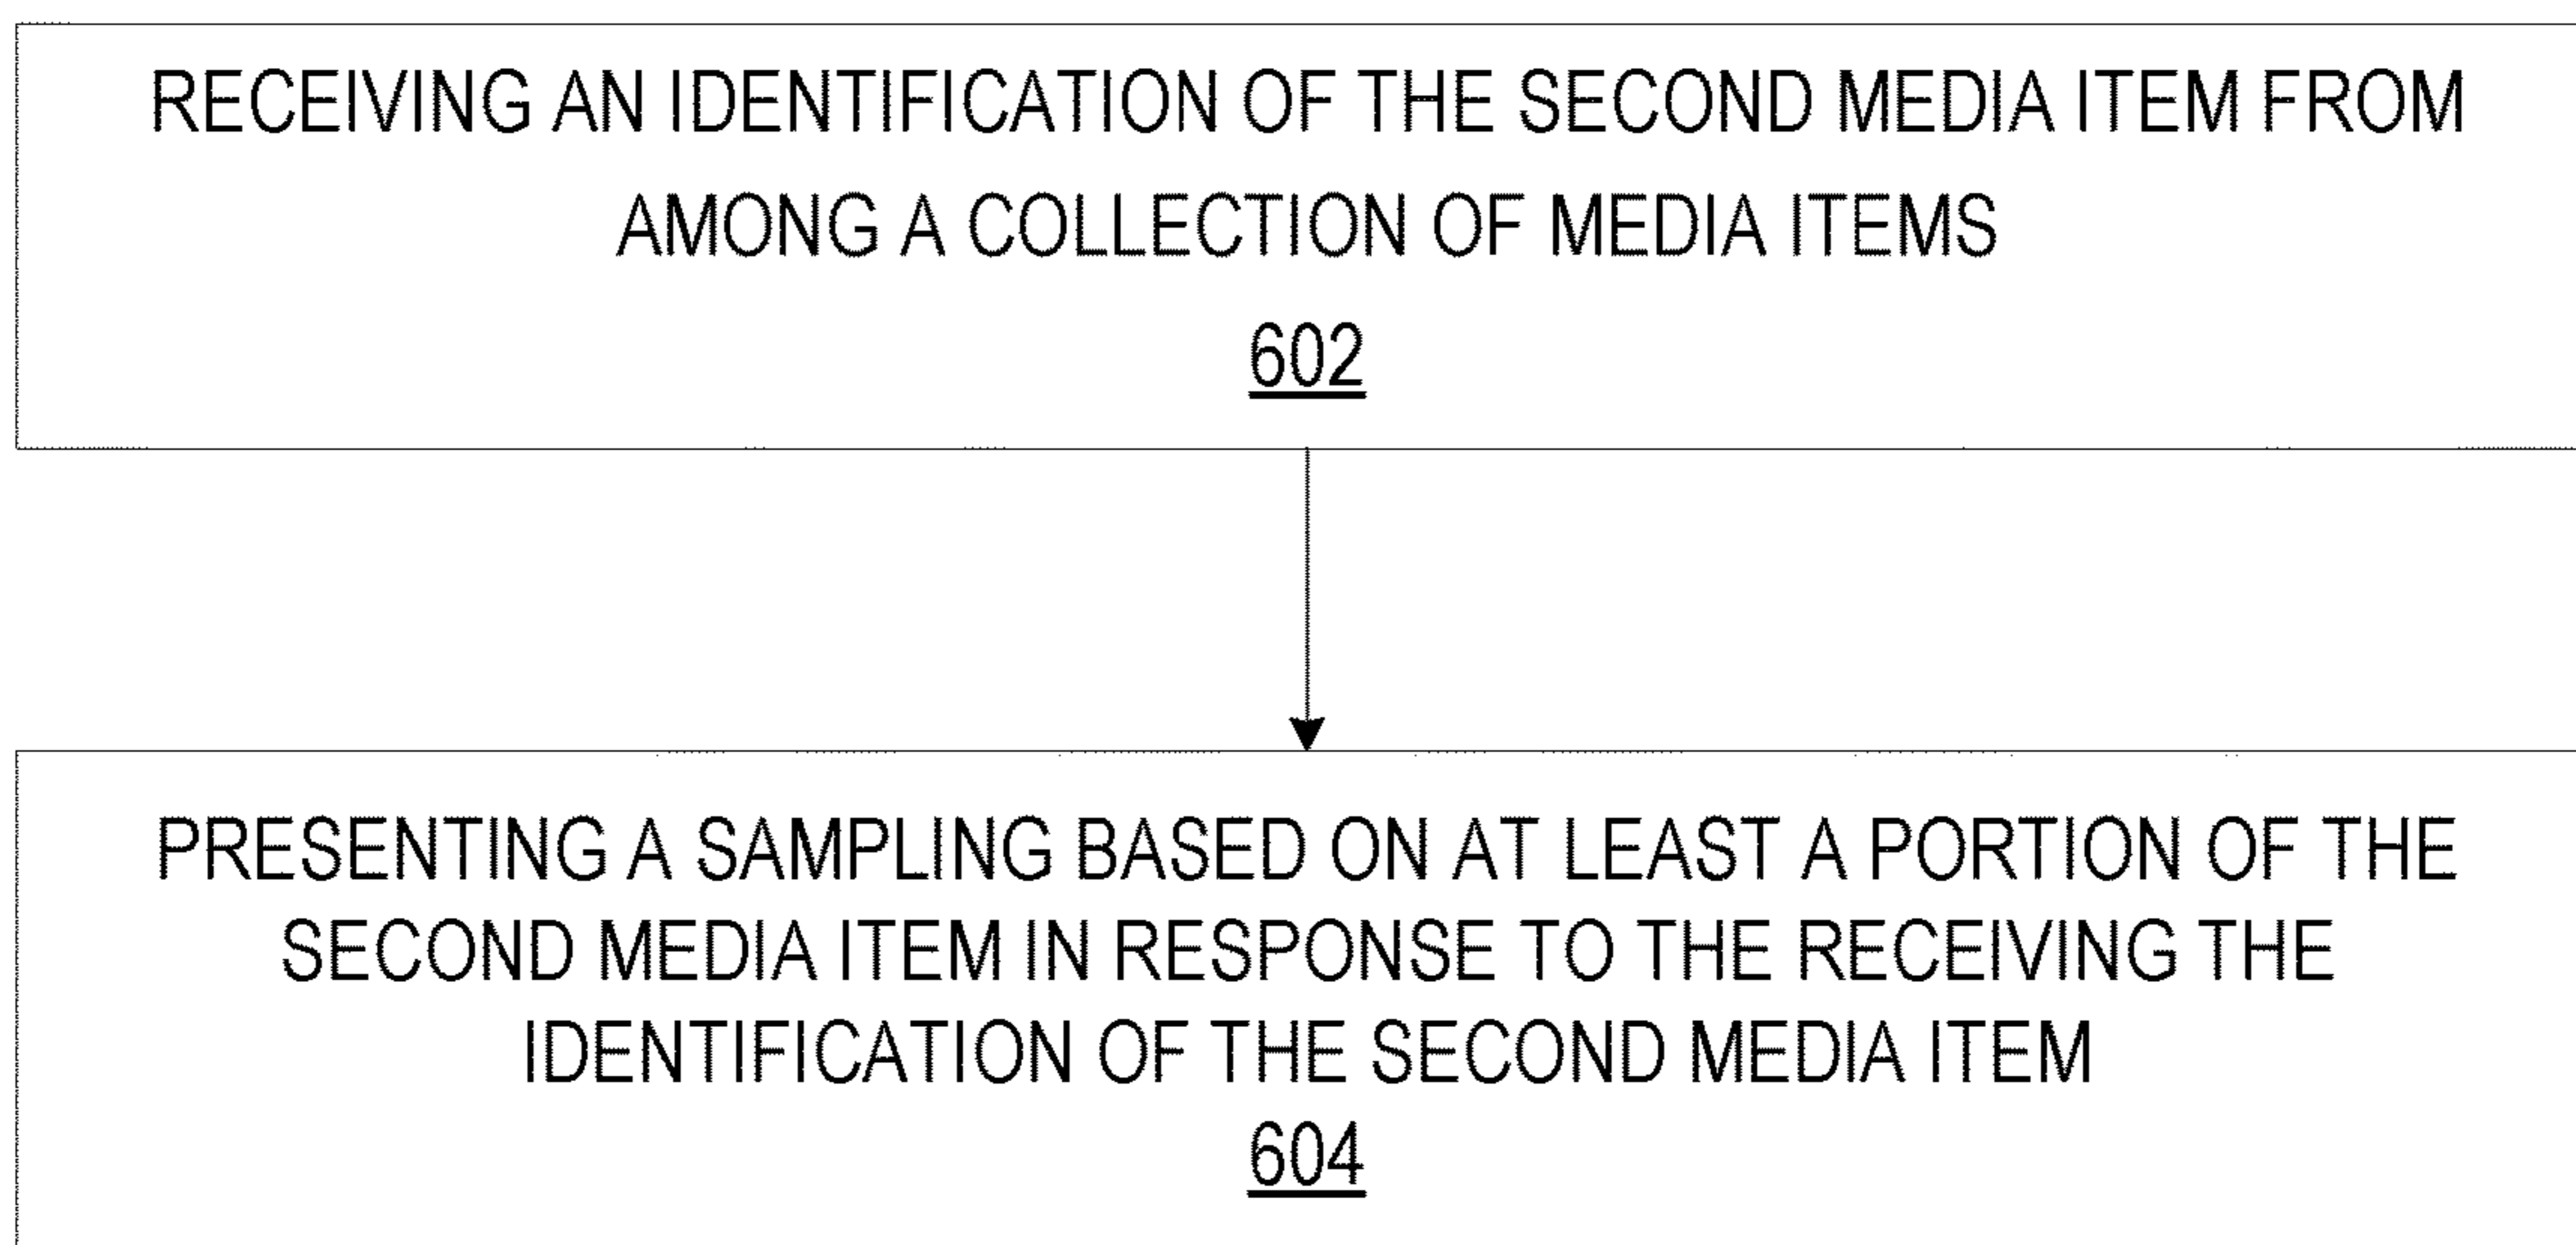 RECEIVING AN IDENTIFICATION OF THE SECOND MEDIA ITEM FROM
AMONG A COLLECTION OF MEDIA ITEMS
602
PRESENTING A SAMPLING BASED ON AT LEAST A PORTION OF THE
SECOND MEDIA ITEM IN RESPONSE TO THE RECEIVING THE
IDENTIFICATION OF THE SECOND MEDIA ITEM
604